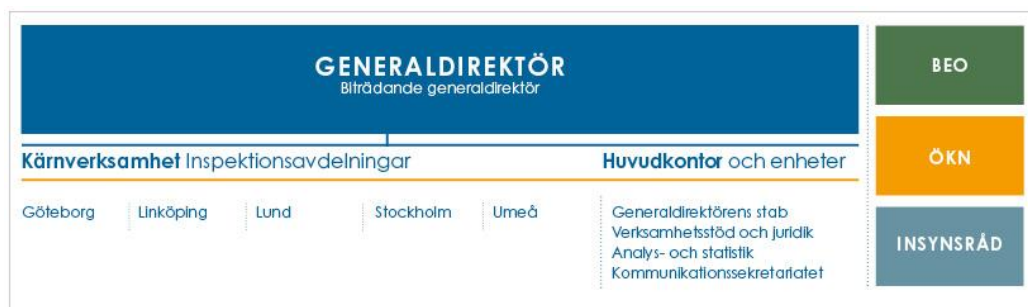 GENERALDIREKTÖR
Biträdande generaldirektör
BEO
Kärnverksamhet Inspektionsavdelningar
Huvudkontor och enheter
ÖKN
Göteborg
Linköping
Lund
Stockholm
Umeå
Generaldirektörens stab
Verksamhetsstöd och juridik
Analys- och statistik
Kommunikationssekretariatet
INSYNSRÅD